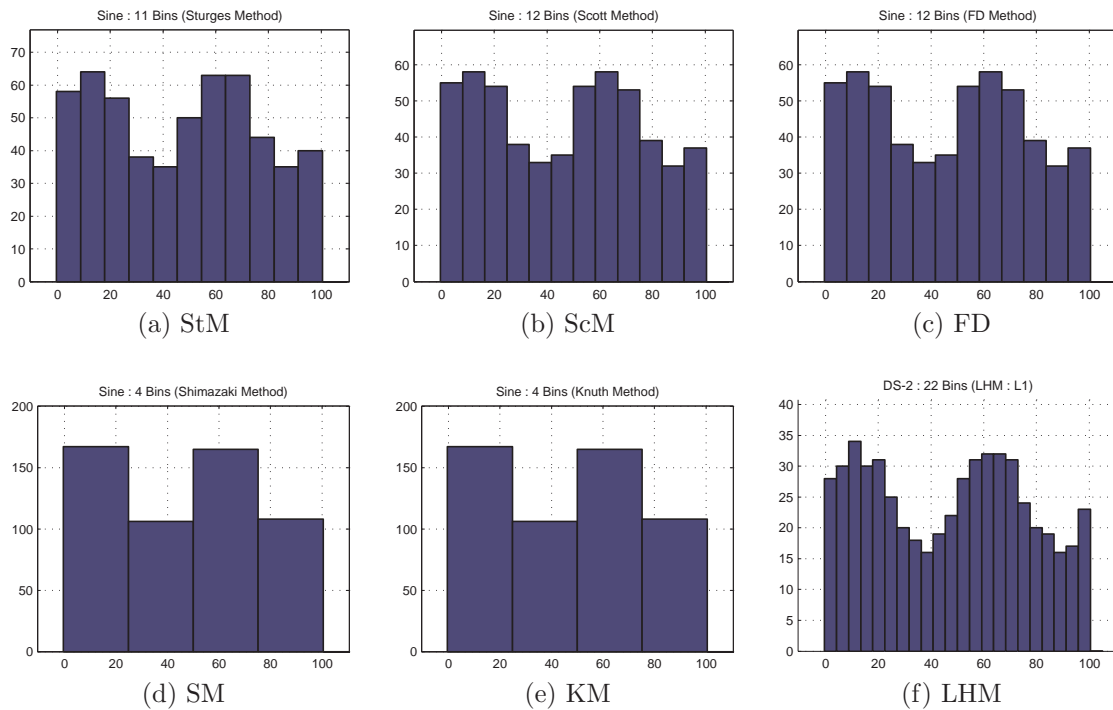 Sine : 11 Bins (Sturges Method)
70
60
50
40
30
20
10
0
0 20 40 60 80 100
(a) StM
Sine : 12 Bins (Scott Method)
60
50
40
30
20
10
0
0 20 40 60 80 100
(b) ScM
Sine : 12 Bins (FD Method)
60
50
40
30
20
10
0
0 20 40 60 80 100
(c) FD
Sine : 4 Bins (Shimazaki Method)
200
150
100
50
0
0 20 40 60 80 100
(d) SM
Sine : 4 Bins (Knuth Method)
200
150
100
50
0
0 20 40 60 80 100
(e) KM
DS-2 : 22 Bins (LHM : L1)
40
35
30
25
20
15
10
5
0
0 20 40 60 80 100
(f) LHM